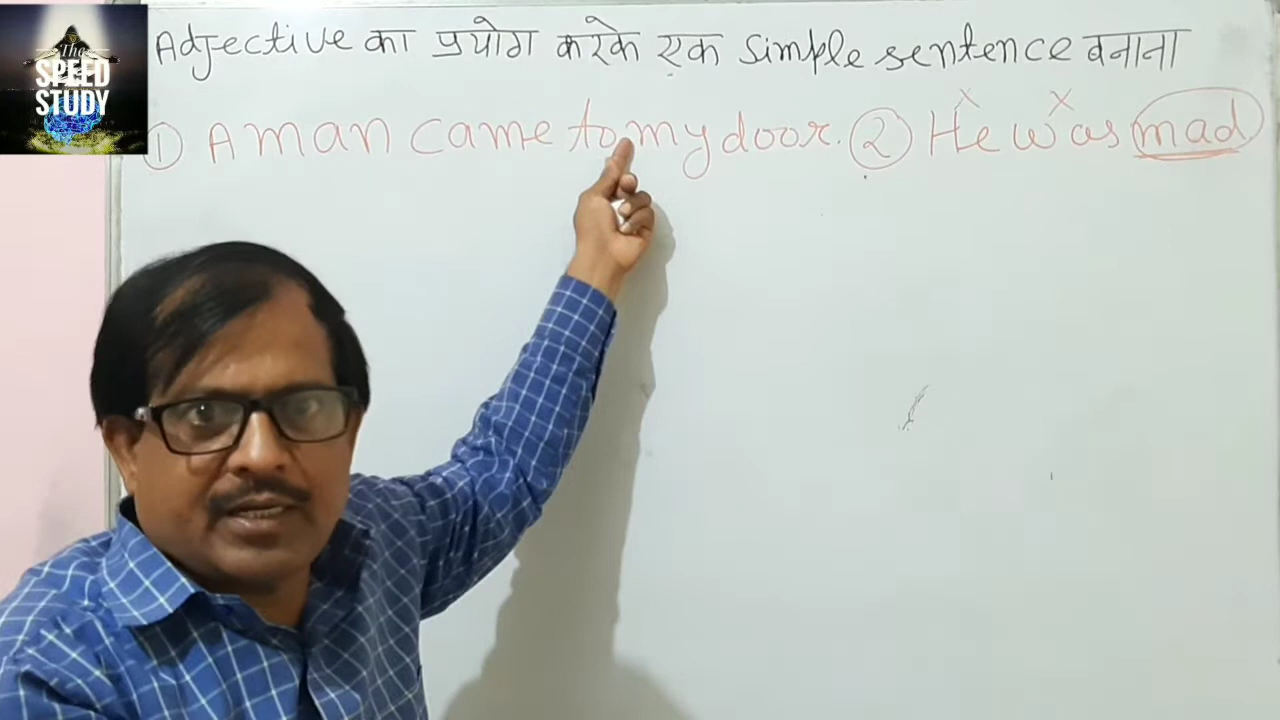 The
SPEED
STUDY
Adjective का प्रयोग करके एक simple sentence बनाना
① A man came to my door. ② He was mad